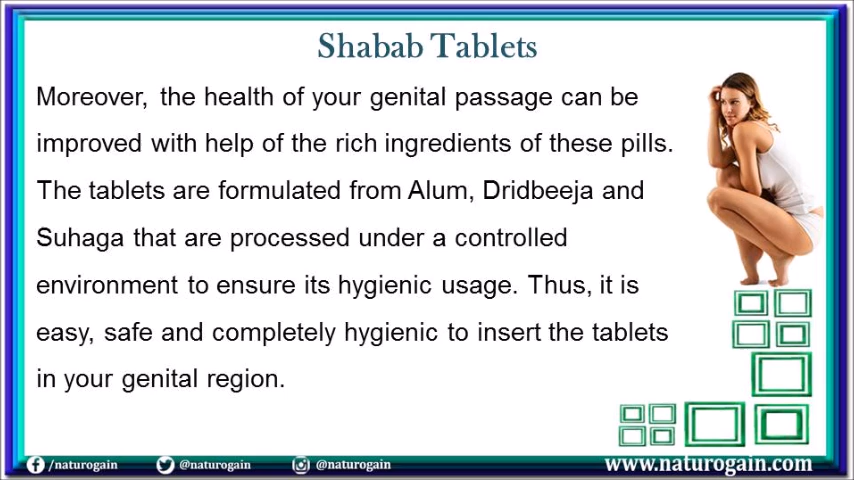 Shabab Tablets
Moreover, the health of your genital passage can be
improved with help of the rich ingredients of these pills.
The tablets are formulated from Alum, Dridbeeja and
Suhaga that are processed under a controlled
environment to ensure its hygienic usage. Thus, it is
easy, safe and completely hygienic to insert the tablets
in your genital region.
/naturogain @naturogain @naturogain www.naturogain.com